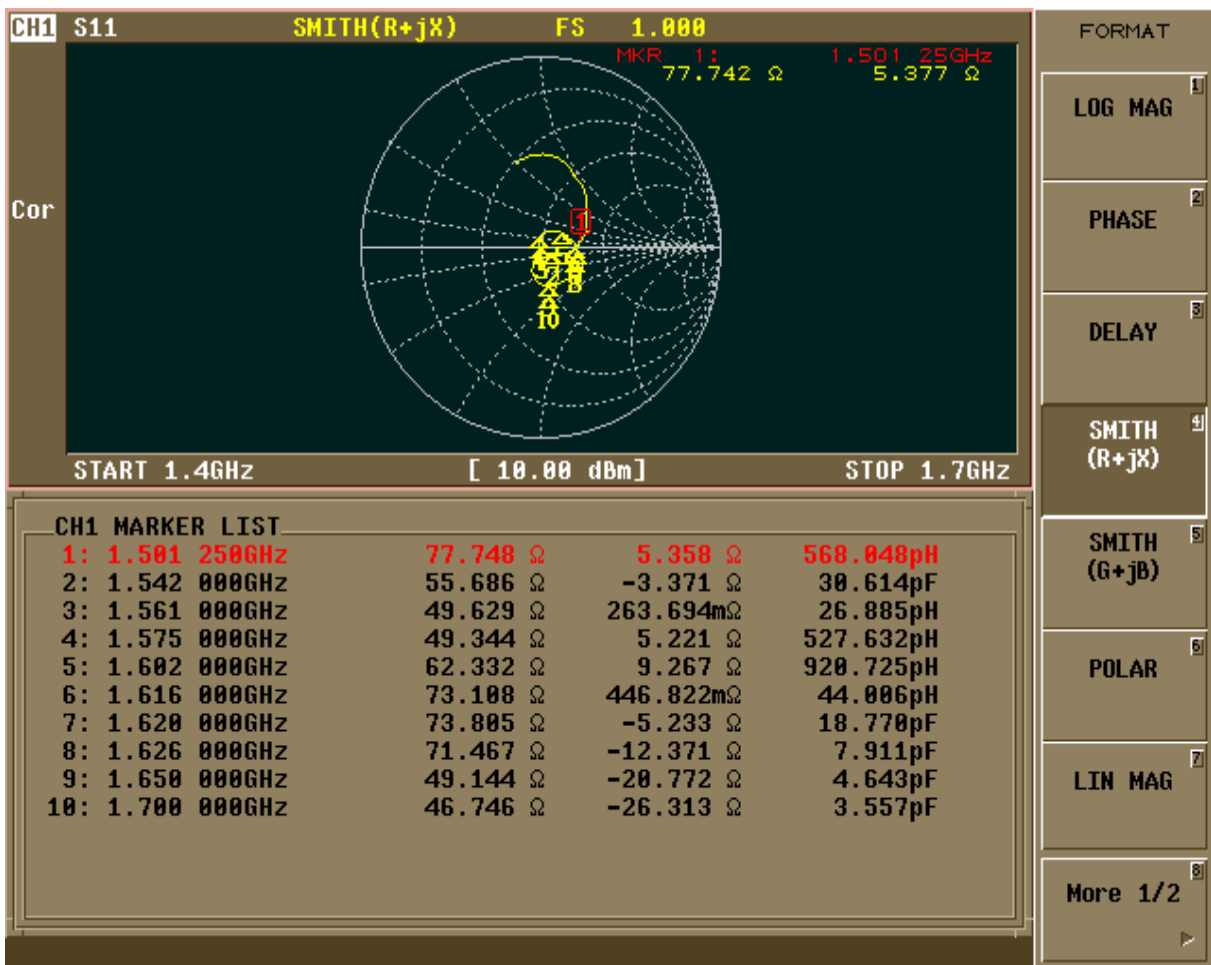 CH1 S11 SMITH(R+jX) FS 1.000
MKR 1: 1.501 25GHz
77.742 Ω 5.377 Ω
1
10
Cor
START 1.4GHz [ 10.00 dBm] STOP 1.7GHz
CH1 MARKER LIST
1: 1.501 250GHz 77.748 Ω 5.358 Ω 568.048pH
2: 1.542 000GHz 55.686 Ω -3.371 Ω 30.614pF
3: 1.561 000GHz 49.629 Ω 263.694mΩ 26.885pH
4: 1.575 000GHz 49.344 Ω 5.221 Ω 527.632pH
5: 1.602 000GHz 62.332 Ω 9.267 Ω 920.725pH
6: 1.616 000GHz 73.108 Ω 446.822mΩ 44.006pH
7: 1.620 000GHz 73.805 Ω -5.233 Ω 18.770pF
8: 1.626 000GHz 71.467 Ω -12.371 Ω 7.911pF
9: 1.650 000GHz 49.144 Ω -20.772 Ω 4.643pF
10: 1.700 000GHz 46.746 Ω -26.313 Ω 3.557pF
FORMAT
1
LOG MAG
2
PHASE
3
DELAY
4
SMITH
(R+jX)
5
SMITH
(G+jB)
6
POLAR
7
LIN MAG
8
More 1/2